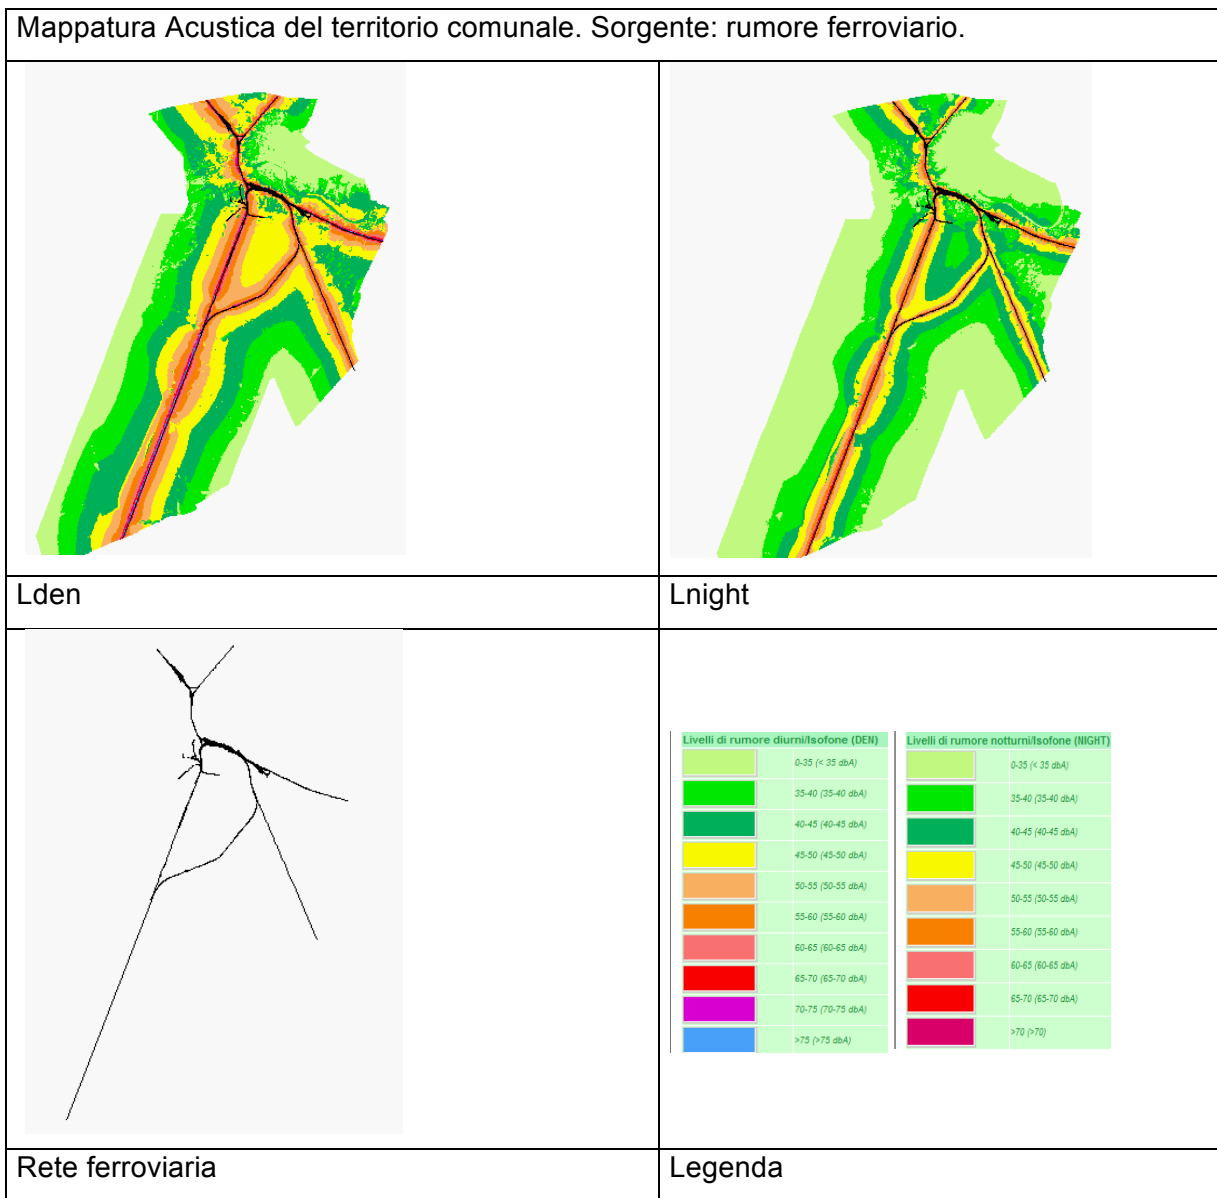 Mappatura Acustica del territorio comunale. Sorgente: rumore ferroviario.
Lden
Lnight
Livelli di rumore diurni/Isofone (DEN)
0-35 (< 35 dbA)
35-40 (35-40 dbA)
40-45 (40-45 dbA)
45-50 (45-50 dbA)
50-55 (50-55 dbA)
55-60 (55-60 dbA)
60-65 (60-65 dbA)
65-70 (65-70 dbA)
70-75 (70-75 dbA)
>75 (>75 dbA)
Livelli di rumore notturni/Isofone (NIGHT)
0-35 (< 35 dbA)
35-40 (35-40 dbA)
40-45 (40-45 dbA)
45-50 (45-50 dbA)
50-55 (50-55 dbA)
55-60 (55-60 dbA)
60-65 (60-65 dbA)
65-70 (65-70 dbA)
>70 (>70)
Rete ferroviaria
Legenda